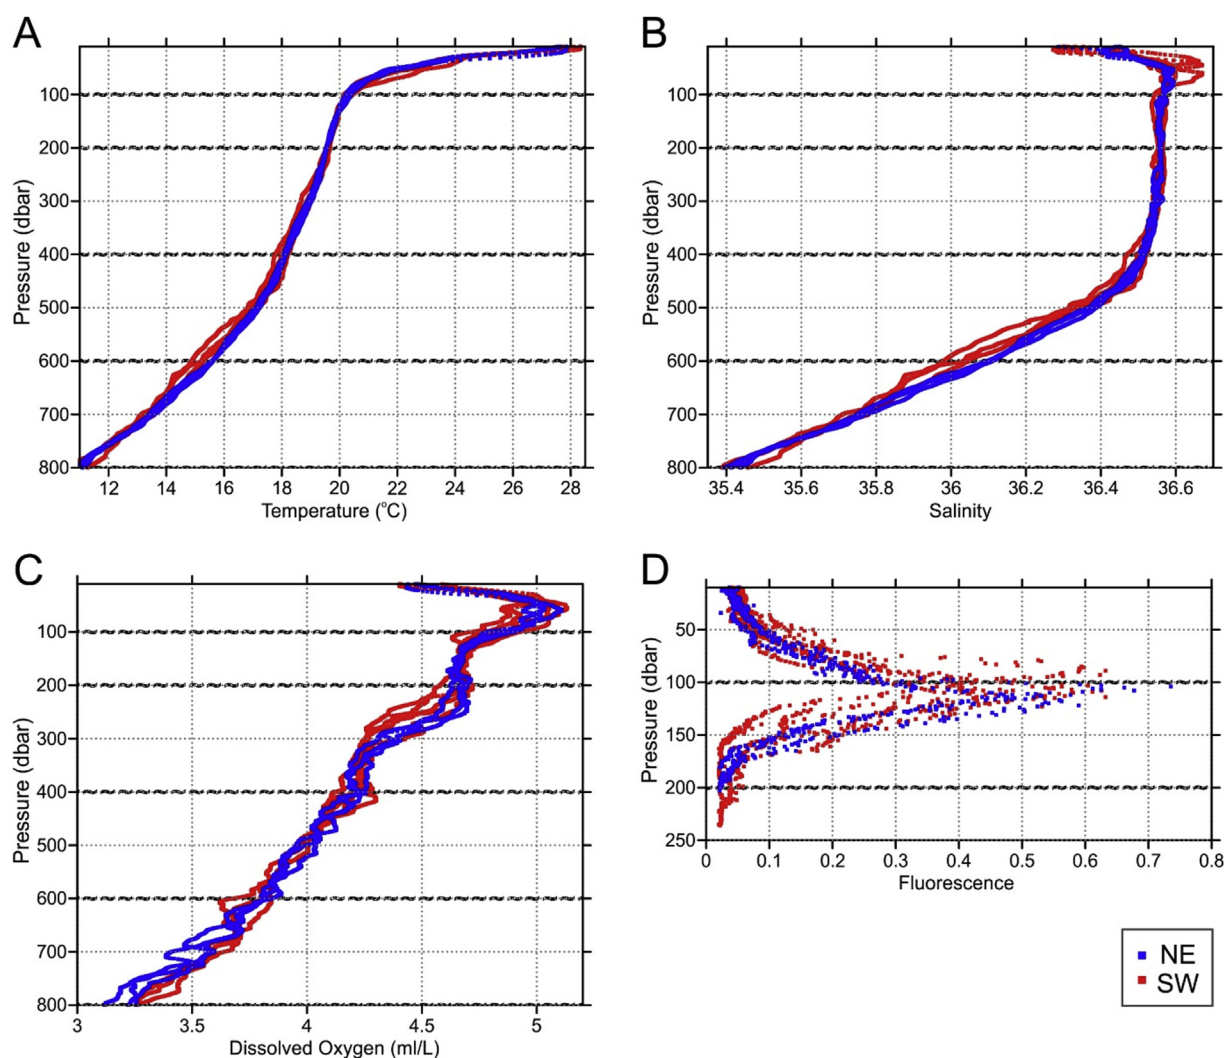 A
Pressure (dbar)
100
200
300
400
500
600
700
800
12 14 16 18 20 22 24 26 28
Temperature (°C)
B
Pressure (dbar)
100
200
300
400
500
600
700
800
35.4 35.6 35.8 36 36.2 36.4 36.6
Salinity
C
Pressure (dbar)
100
200
300
400
500
600
700
800
3 3.5 4 4.5 5
Dissolved Oxygen (ml/L)
D
Pressure (dbar)
50
100
150
200
250
0 0.1 0.2 0.3 0.4 0.5 0.6 0.7 0.8
Fluorescence
NE
SW